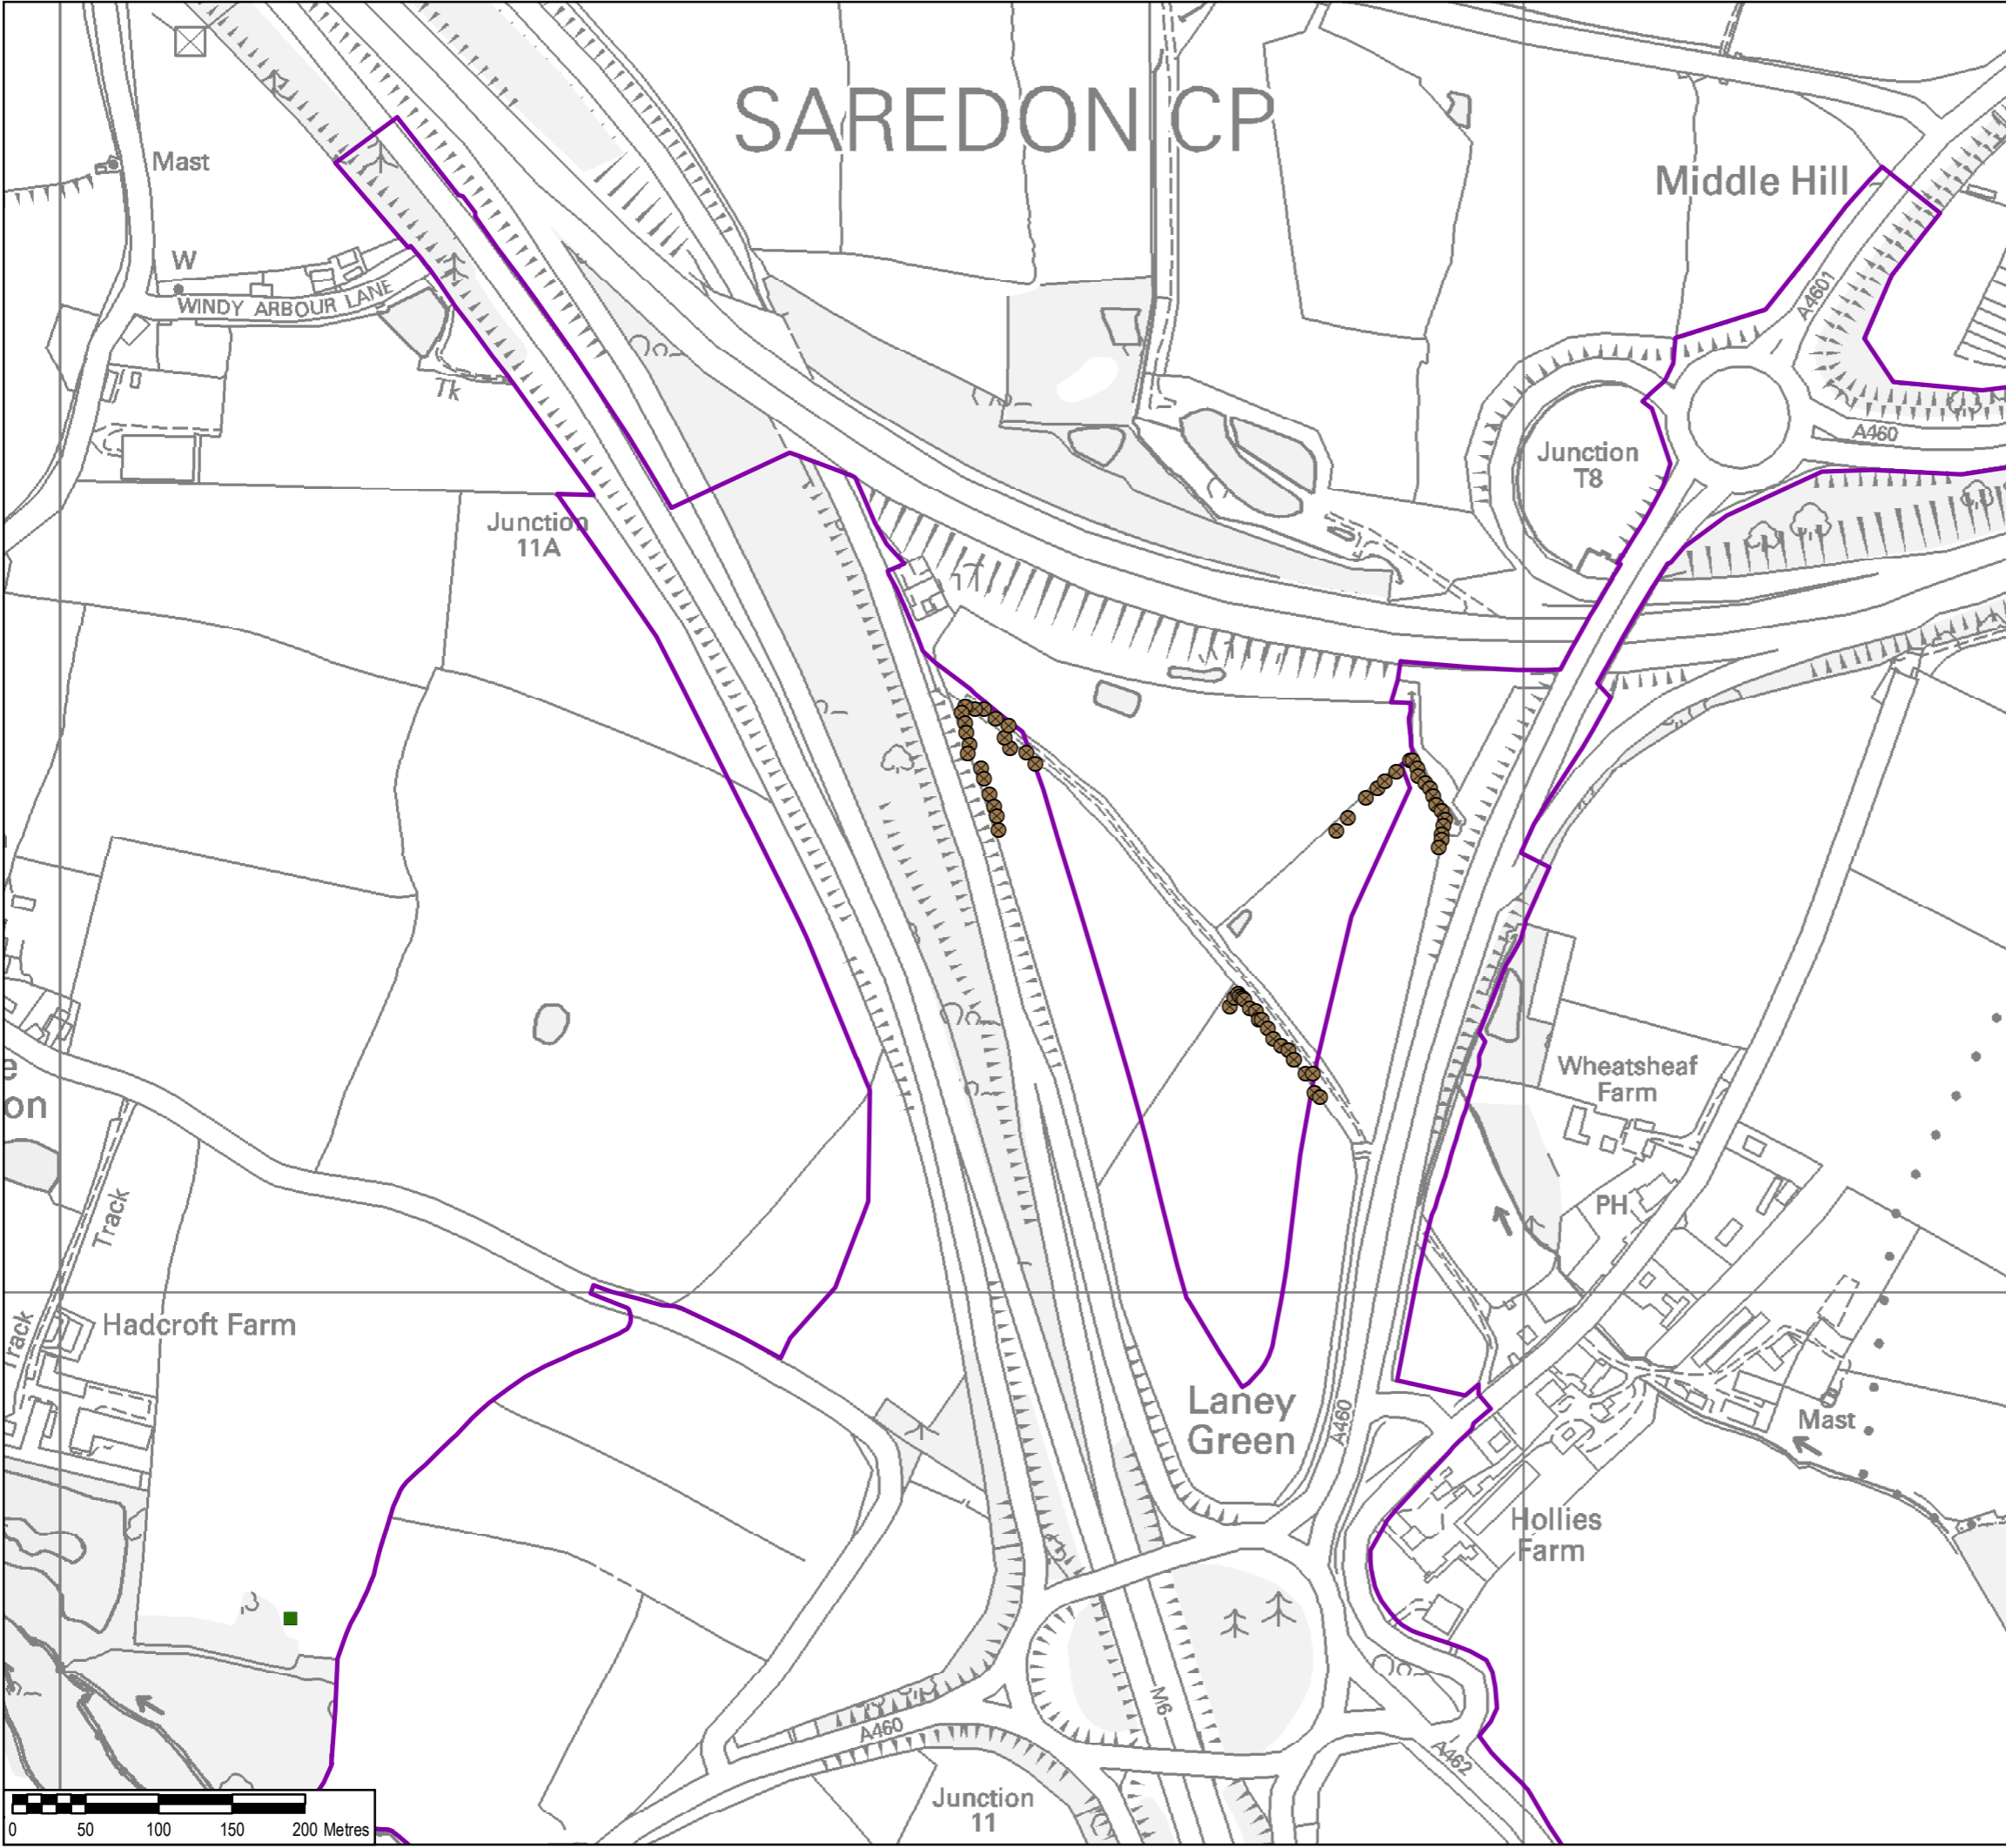 SAREDON CP
Mast
Middle Hill
W
WINDY ARBOUR LANE
A4601
Tk
A460
Junction
T8
Junction
11A
Wheatsheaf
Farm
e
on
PH
Track
Track
Hadcroft Farm
Laney
Green
A460
Mast
Hollies
Farm
M6
A460
A462
Junction
11
0 50 100 150 200 Metres